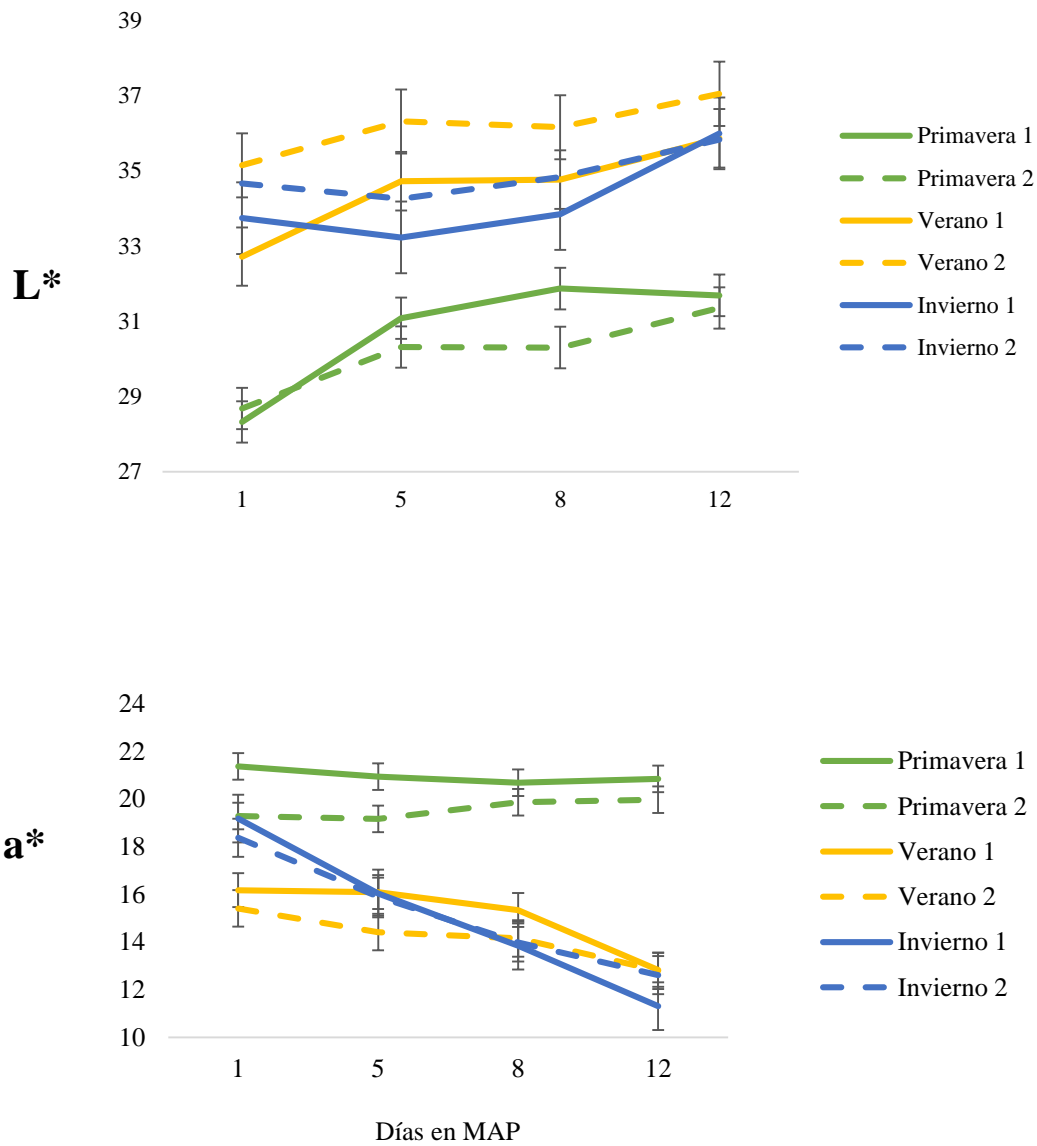 39
37
35
33
31
29
27
L*
1 5 8 12
Primavera 1
Primavera 2
Verano 1
Verano 2
Invierno 1
Invierno 2
24
22
20
18
16
14
12
10
a*
1 5 8 12
Días en MAP
Primavera 1
Primavera 2
Verano 1
Verano 2
Invierno 1
Invierno 2